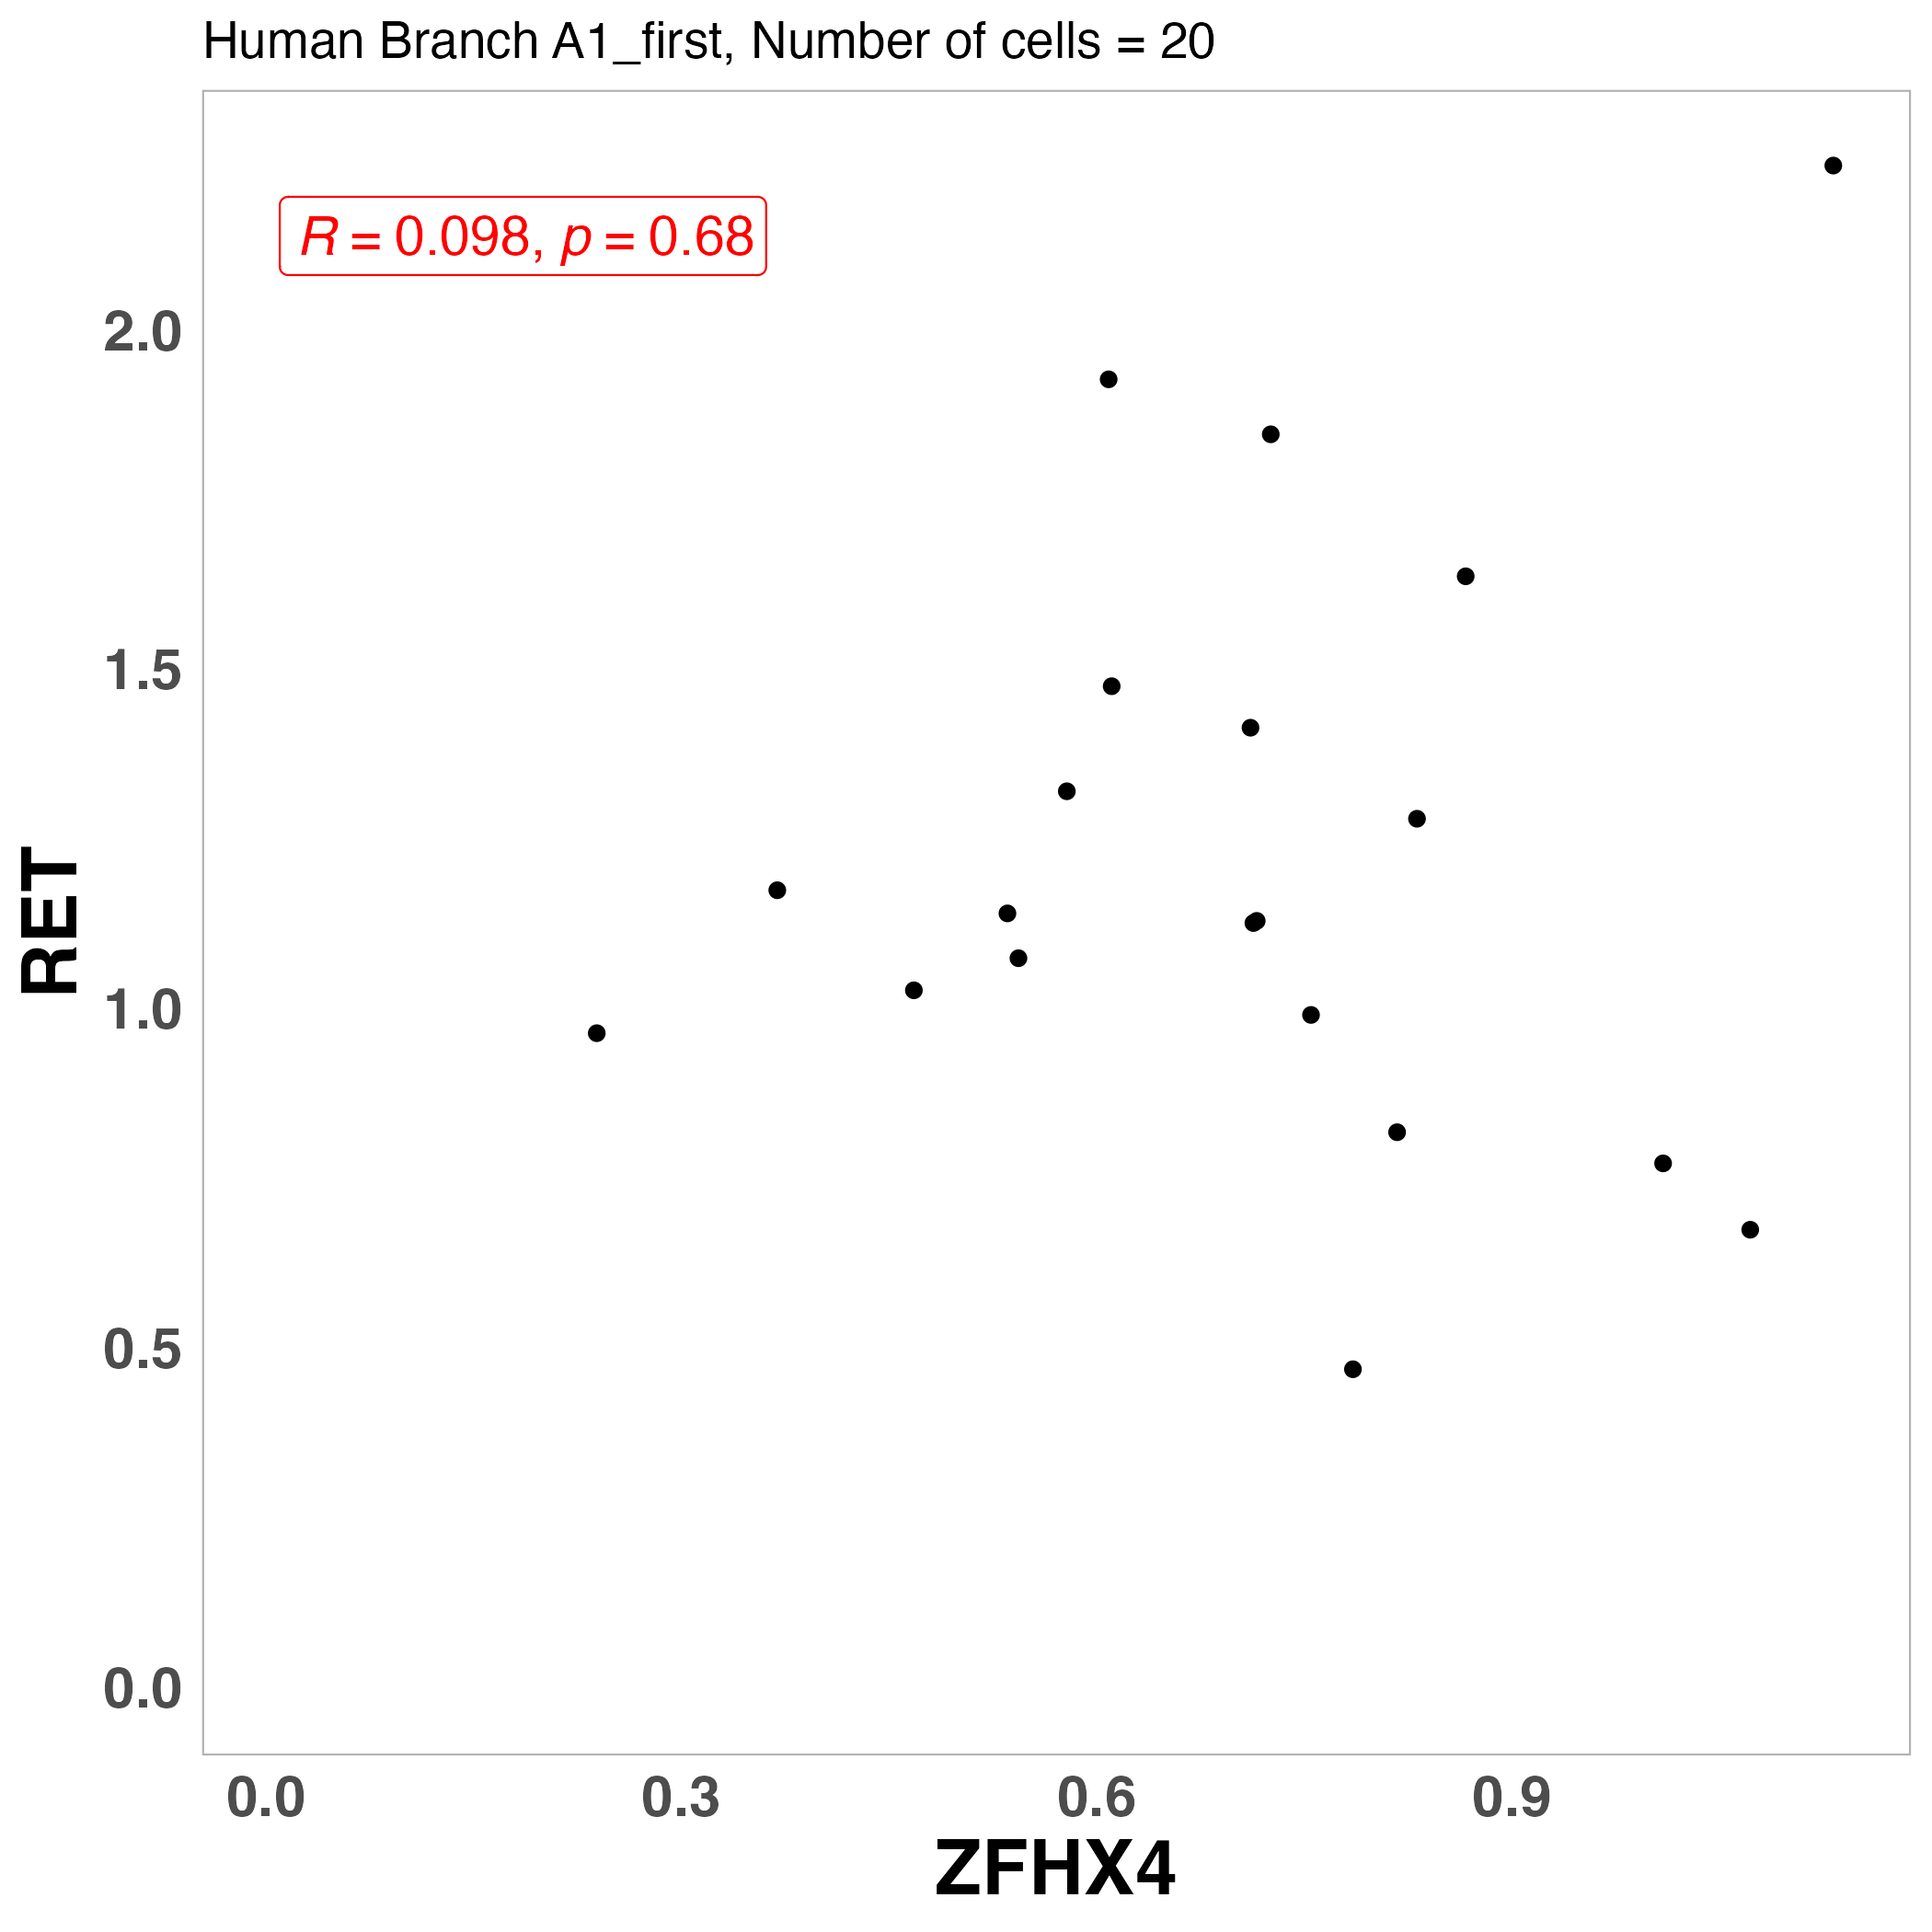 Human Branch A1_first, Number of cells = 20
R = 0.098, p = 0.68
2.0
1.5
1.0
0.5
0.0
RET
0.0 0.3 0.6 0.9
ZFHX4